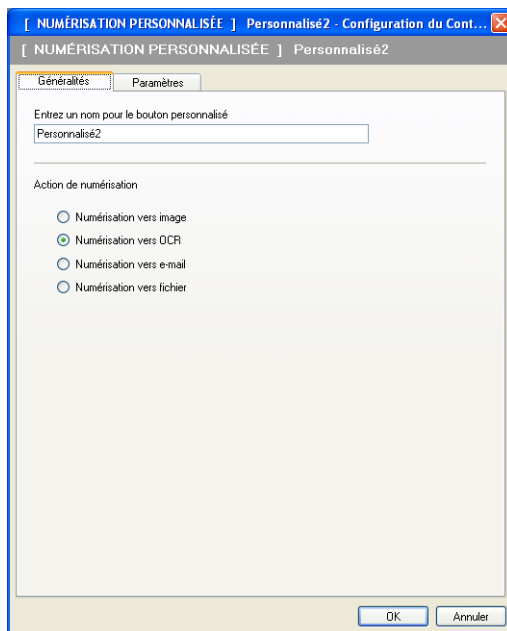 [ NUMÉRISATION PERSONNALISÉE ] Personnalisé2 - Configuration du Cont...
[ NUMÉRISATION PERSONNALISÉE ] Personnalisé2
Généralités Paramètres
Entrez un nom pour le bouton personnalisé
Personnalisé2
Action de numérisation
Numérisation vers image
Numérisation vers OCR
Numérisation vers e-mail
Numérisation vers fichier
OK Annuler